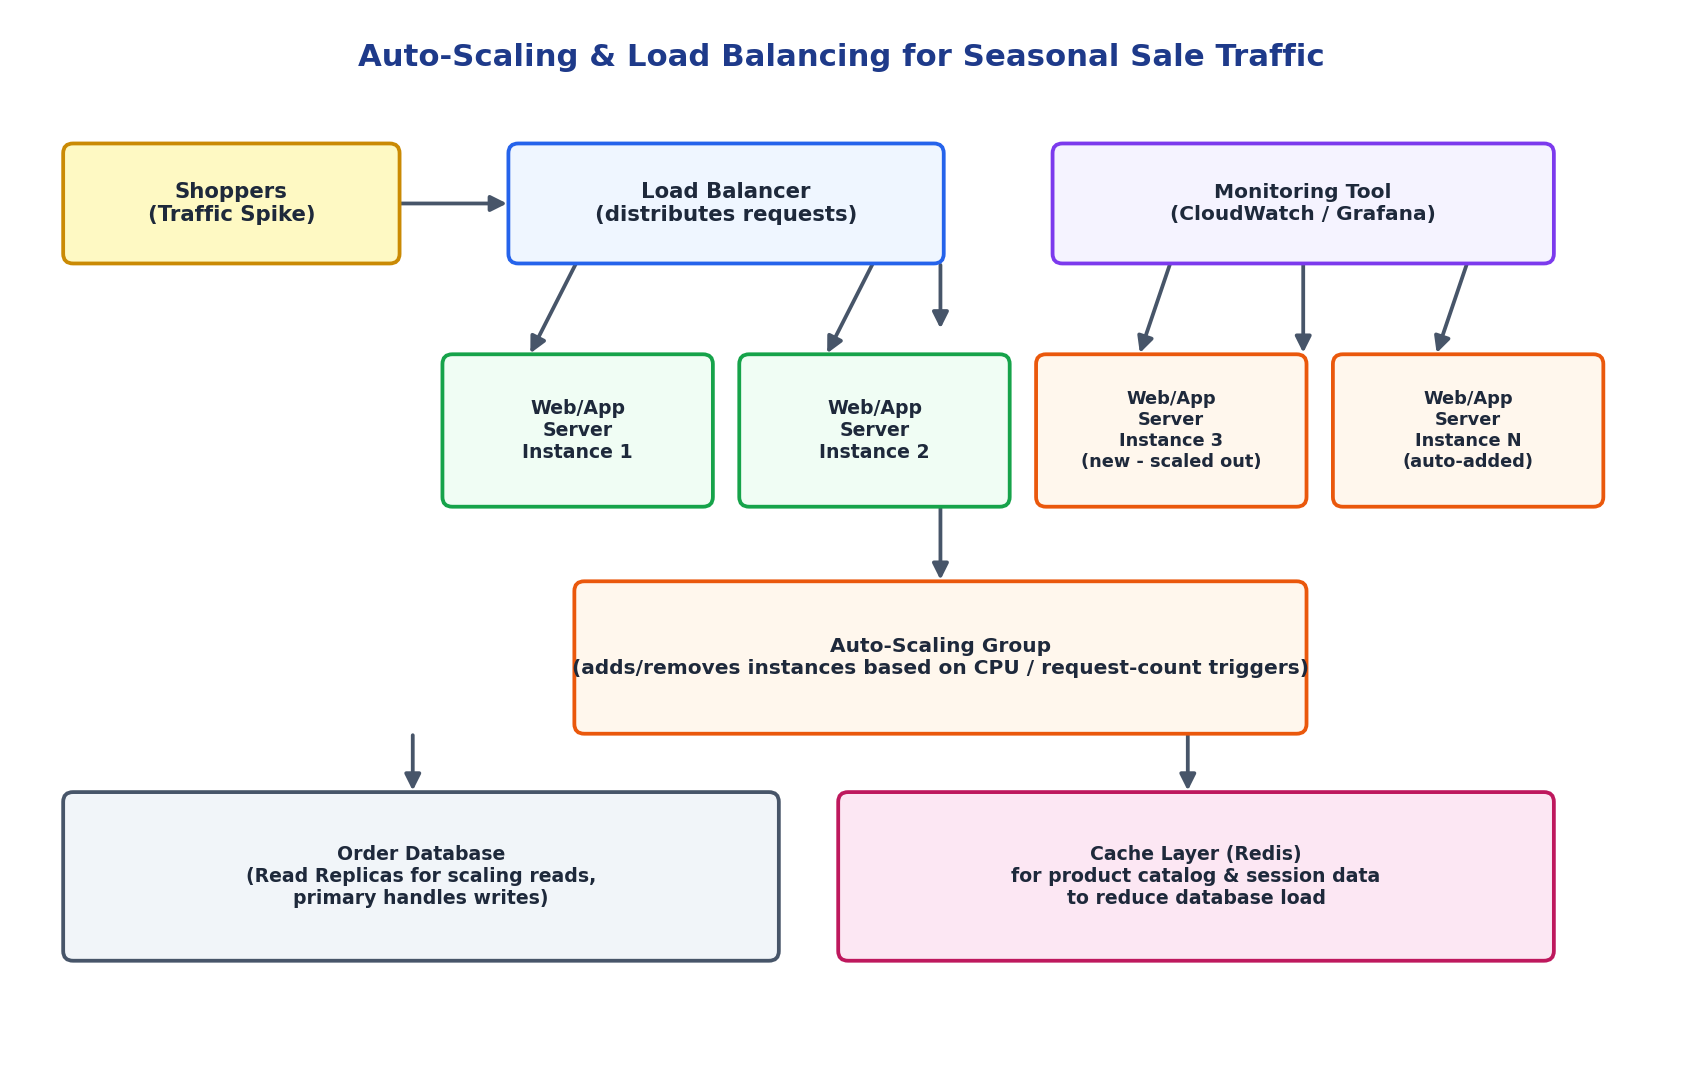 Auto-Scaling & Load Balancing for Seasonal Sale Traffic
Shoppers
(Traffic Spike)
Load Balancer
(distributes requests)
Monitoring Tool
(CloudWatch / Grafana)
Web/App
Server
Instance 1
Web/App
Server
Instance 2
Web/App
Server
Instance 3
(new - scaled out)
Web/App
Server
Instance N
(auto-added)
Auto-Scaling Group
(adds/removes instances based on CPU / request-count triggers)
Order Database
(Read Replicas for scaling reads,
primary handles writes)
Cache Layer (Redis)
for product catalog & session data
to reduce database load